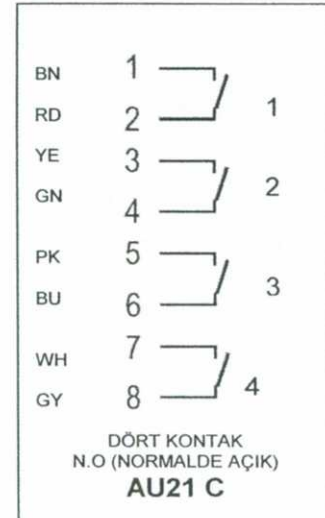 BN 1
RD 2 1
YE 3
GN 4 2
PK 5
BU 6 3
WH 7
GY 8 4
DÖRT KONTAK
N.O (NORMALDE AÇIK)
AU21 C